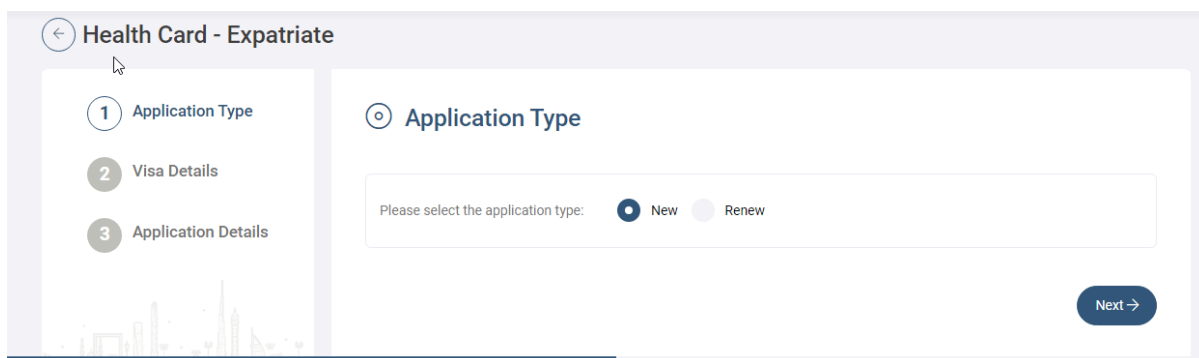 Health Card - Expatriate
1 Application Type
2 Visa Details
3 Application Details
Application Type
Please select the application type: New Renew
Next →